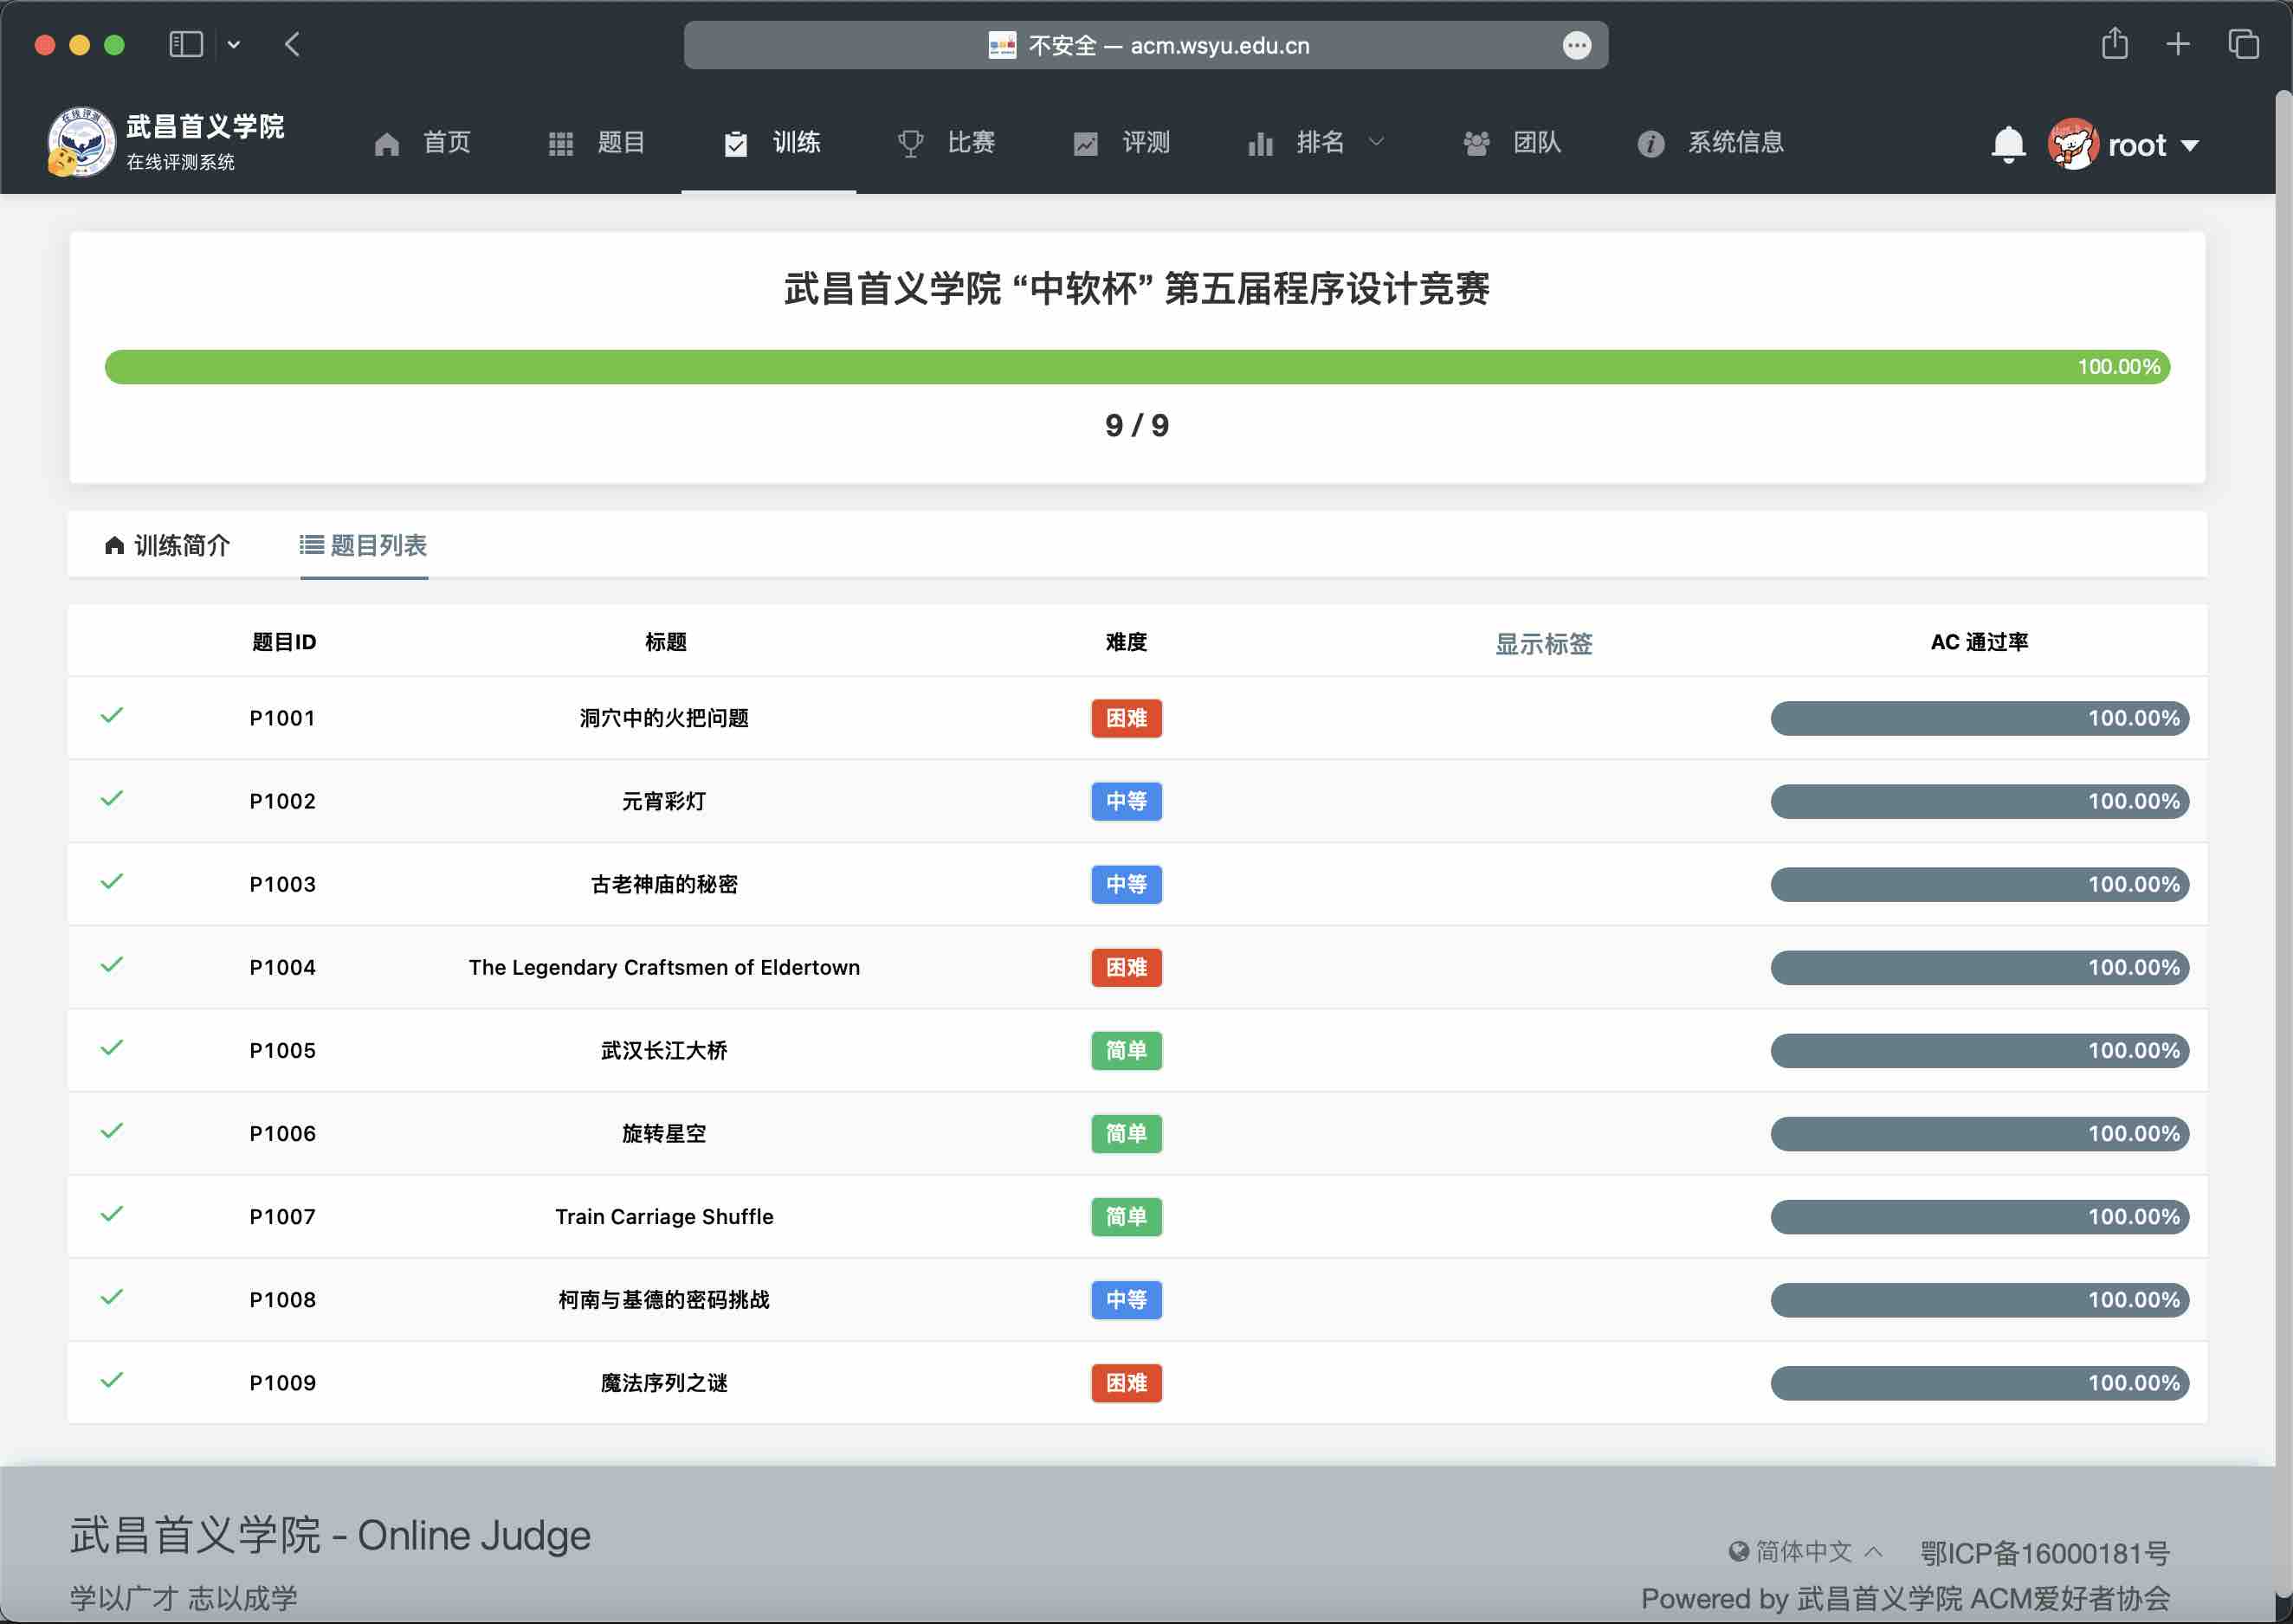 不安全 — acm.wsyu.edu.cn
武昌首义学院
在线评测系统
首页 题目 训练 比赛 评测 排名 团队 系统信息 root
武昌首义学院 “中软杯” 第五届程序设计竞赛
100.00%
9 / 9
训练简介 题目列表
题目ID 标题 难度 显示标签 AC 通过率
P1001 洞穴中的火把问题 困难 100.00%
P1002 元宵彩灯 中等 100.00%
P1003 古老神庙的秘密 中等 100.00%
P1004 The Legendary Craftsmen of Eldertown 困难 100.00%
P1005 武汉长江大桥 简单 100.00%
P1006 旋转星空 简单 100.00%
P1007 Train Carriage Shuffle 简单 100.00%
P1008 柯南与基德的密码挑战 中等 100.00%
P1009 魔法序列之谜 困难 100.00%
武昌首义学院 - Online Judge
学以广才 志以成学
简体中文 鄂ICP备16000181号
Powered by 武昌首义学院 ACM爱好者协会